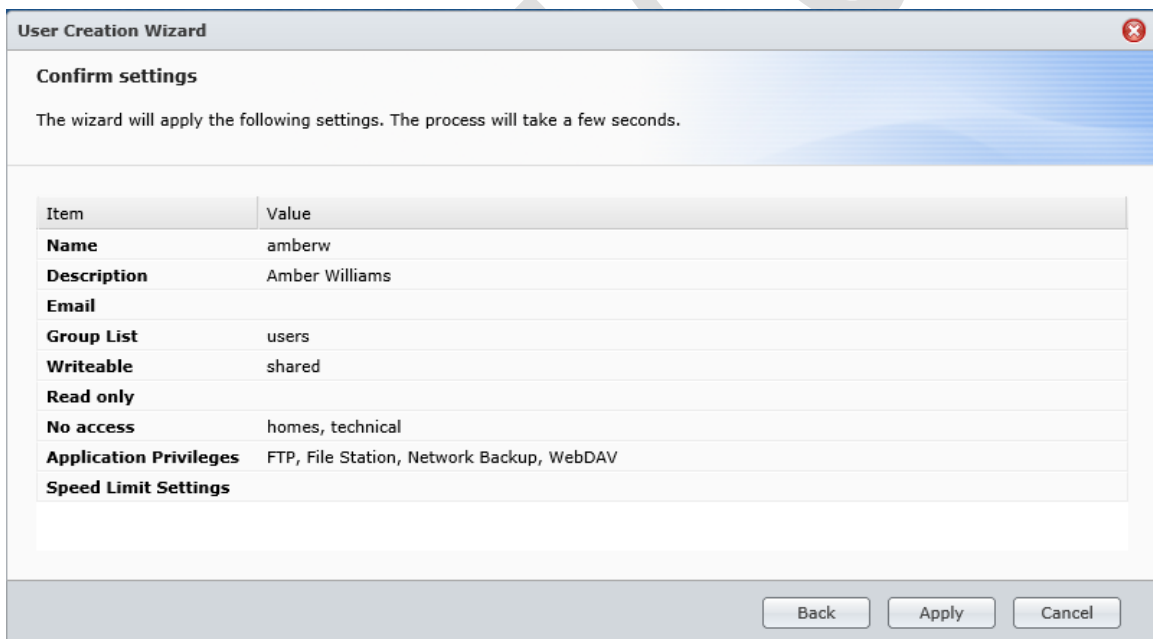 User Creation Wizard
Confirm settings
The wizard will apply the following settings. The process will take a few seconds.
Item Value
Name amberw
Description Amber Williams
Email
Group List users
Writeable shared
Read only
No access homes, technical
Application Privileges FTP, File Station, Network Backup, WebDAV
Speed Limit Settings
Back Apply Cancel